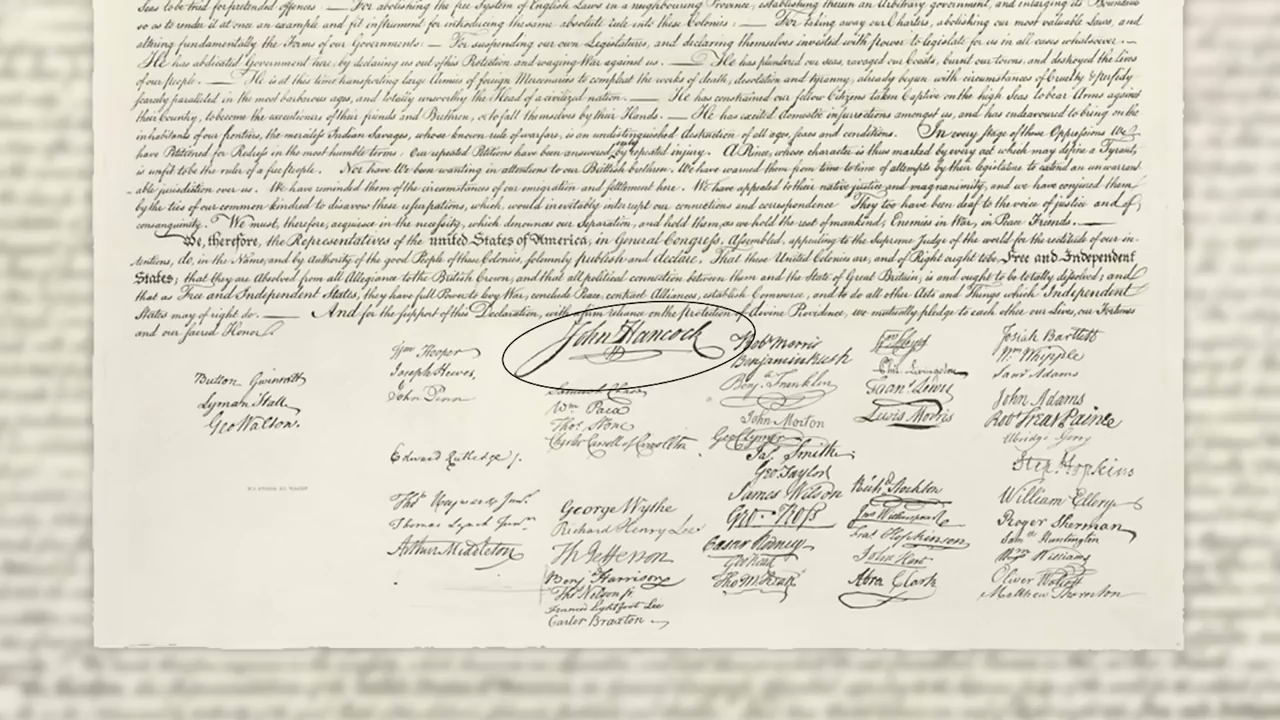 Seas to be tried for pretended offences : — For abolishing the free System of English Laws in a neighbouring Province, establishing therein an Arbitrary government, and enlarging its Boundaries
so as to render it at once an example and fit instrument for introducing the same absolute rule into these Colonies : — For taking away our Charters, abolishing our most valuable Laws, and
altering fundamentally the Forms of our Governments : — For suspending our own Legislatures, and declaring themselves invested with power to legislate for us in all cases whatsoever. —
He has abdicated Government here, by declaring us out of his Protection and waging War against us. — He has plundered our seas, ravaged our Coasts, burnt our towns, and destroyed the lives
of our people. — He is at this time transporting large Armies of foreign Mercenaries to compleat the works of death, desolation and tyranny, already begun with circumstances of Cruelty & perfidy
scarcely paralleled in the most barbarous ages, and totally unworthy the Head of a civilized nation. — He has constrained our fellow Citizens taken Captive on the high Seas to bear Arms against
their Country, to become the executioners of their friends and Brethren, or to fall themselves by their Hands. — He has excited domestic insurrections amongst us, and has endeavoured to bring on the
inhabitants of our frontiers, the merciless Indian Savages, whose known rule of warfare, is an undistinguished destruction of all ages, sexes and conditions. In every stage of these Oppressions We
have Petitioned for Redress in the most humble terms : Our repeated Petitions have been answered only by repeated injury. A Prince, whose character is thus marked by every act which may define a Tyrant,
is unfit to be the ruler of a free people. Nor have We been wanting in attentions to our Brittish brethren. We have warned them from time to time of attempts by their legislature to extend an unwarrant-
able jurisdiction over us. We have reminded them of the circumstances of our emigration and settlement here. We have appealed to their native justice and magnanimity, and we have conjured them
by the ties of our common kindred to disavow these usurpations, which, would inevitably interrupt our connections and correspondence They too have been deaf to the voice of justice and of
consanguinity. We must, therefore, acquiesce in the necessity, which denounces our Separation, and hold them, as we hold the rest of mankind, Enemies in War, in Peace Friends. —
We, therefore, the Representatives of the united States of America, in General Congress, Assembled, appealing to the Supreme Judge of the world for the rectitude of our in-
tentions, do, in the Name, and by Authority of the good People of these Colonies, solemnly publish and declare, That these United Colonies are, and of Right ought to be Free and Independent
States; that they are Absolved from all Allegiance to the British Crown, and that all political connection between them and the State of Great Britain, is and ought to be totally dissolved; and
that as Free and Independent States, they have full Power to levy War, conclude Peace, contract Alliances, establish Commerce, and to do all other Acts and Things which Independent
States may of right do. — And for the support of this Declaration, with a firm reliance on the protection of divine Providence, we mutually pledge to each other our Lives, our Fortunes
and our sacred Honor.
Button Gwinnett
Lyman Hall
Geo Walton.
Wm Hooper
Joseph Hewes,
John Penn
Edward Rutledge /.
Thos Heyward Junr.
Thomas Lynch Junr.
Arthur Middleton
John Hancock
Samuel Chase
Wm Paca
Thos Stone
Charles Carroll of Carrollton
George Wythe
Richard Henry Lee
Th Jefferson
Benj Harrison
Thos Nelson jr.
Francis Lightfoot Lee
Carter Braxton
Robt Morris
Benjamin Rush
Benj Franklin
John Morton
Geo Clymer
Jas Smith
Geo Taylor
James Wilson
Geo. Ross
Caesar Rodney
Geo Read
Tho M:Kean
Wm Floyd
Phil. Livingston
Frans Lewis
Lewis Morris
Richd Stockton
Jno Witherspoon
Fras Hopkinson
John Hart
Abra Clark
Josiah Bartlett
Wm Whipple
Saml Adams
John Adams
Robt Treat Paine
Elbridge Gerry
Step Hopkins
William Ellery
Roger Sherman
Saml Huntington
Wm Williams
Oliver Wolcott
Matthew Thornton